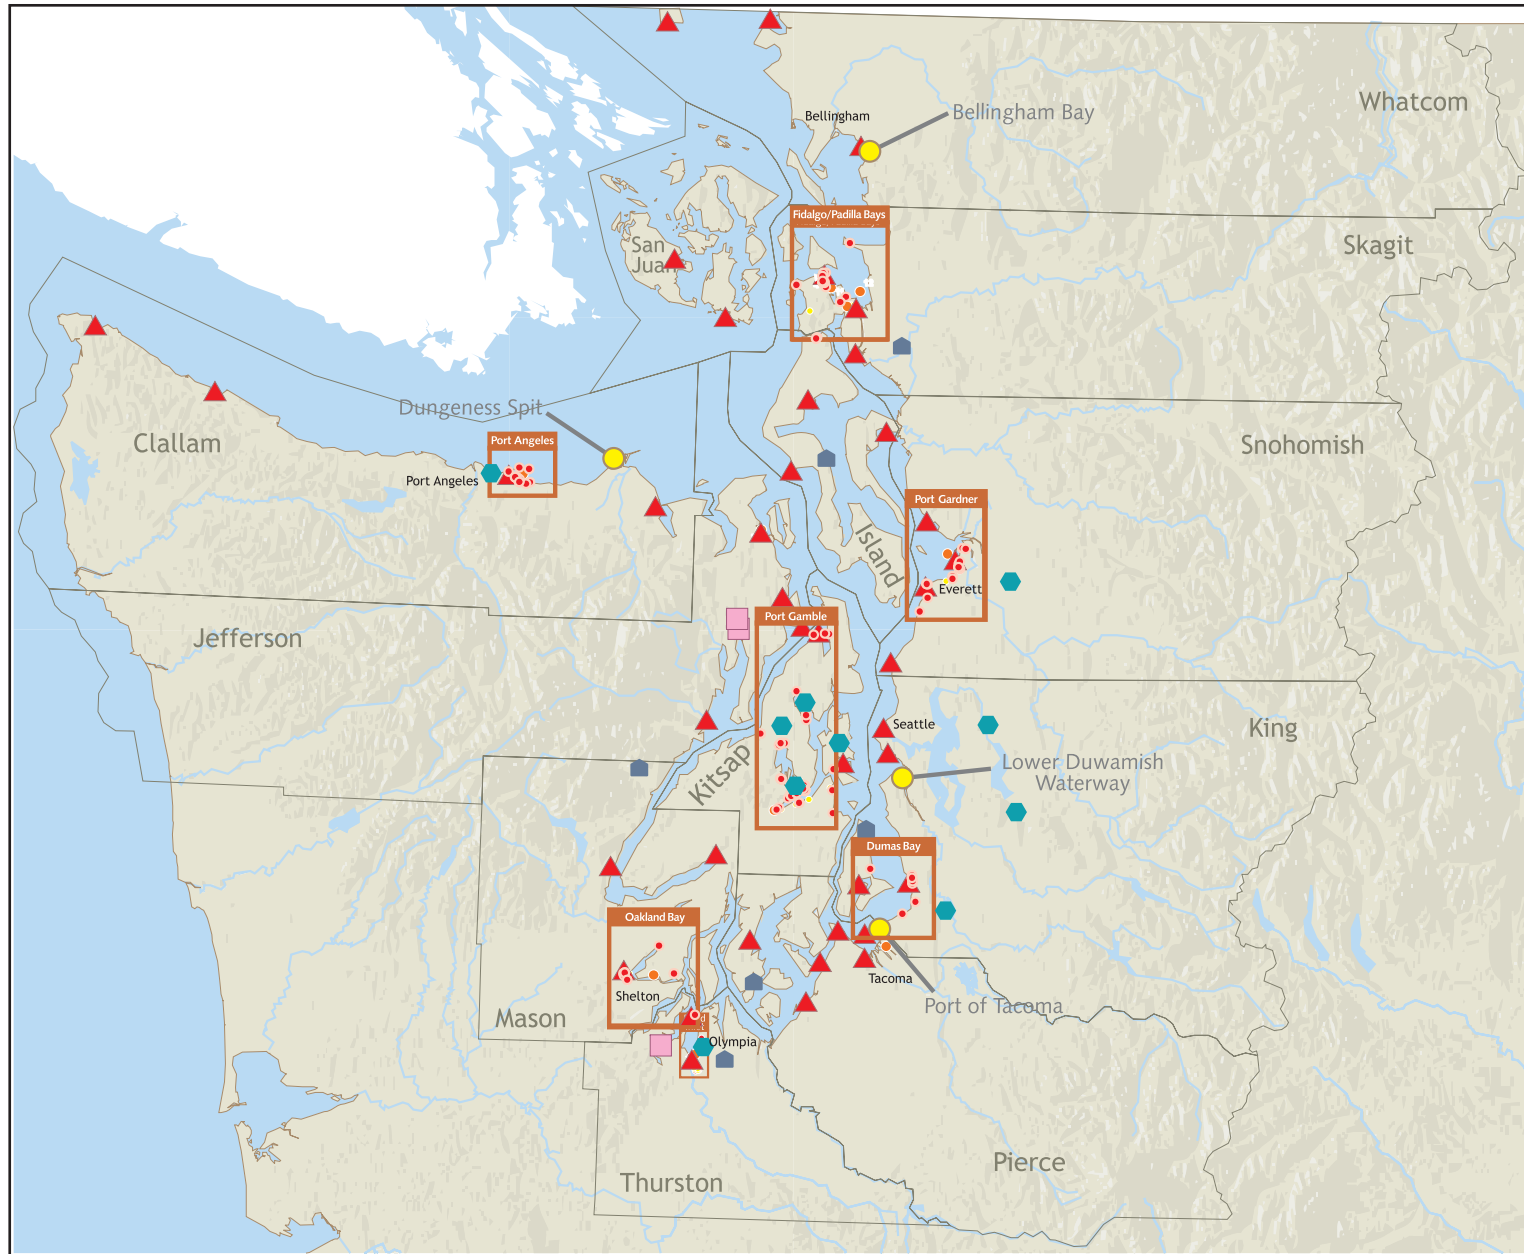 Whatcom
Bellingham
Bellingham Bay
Fidalgo/Padilla Bays
San
Juan
Skagit
Dungeness Spit
Clallam
Port Angeles
Port Angeles
Snohomish
Port Gardner
Island
Everett
Jefferson
Port Gamble
Seattle
King
Kitsap
Lower Duwamish
Waterway
Dumas Bay
Oakland Bay
Shelton
Tacoma
Port of Tacoma
Mason
Olympia
Pierce
Thurston